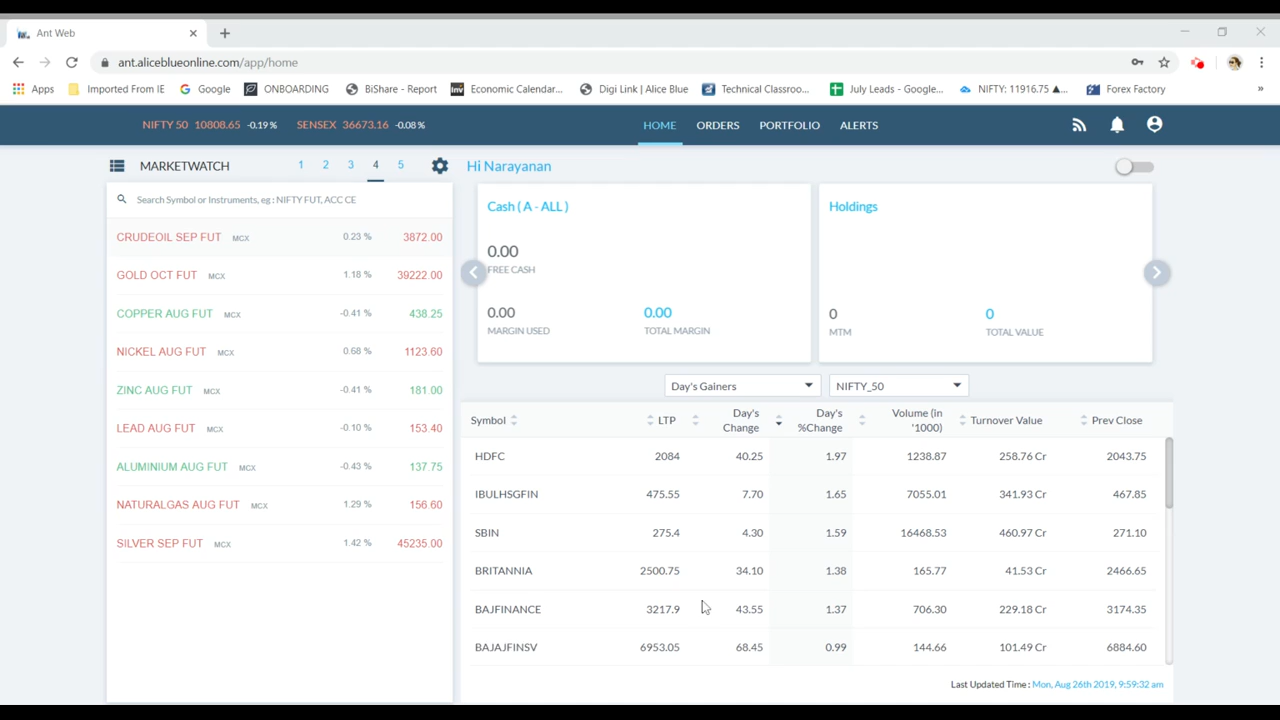 Ant Web
ant.aliceblueonline.com/app/home
Apps Imported From IE Google ONBOARDING BiShare - Report Economic Calendar... Digi Link | Alice Blue Technical Classroo... July Leads - Google... NIFTY: 11916.75 ▲... Forex Factory »
NIFTY 50 10808.65 -0.19 % SENSEX 36673.16 -0.08 % HOME ORDERS PORTFOLIO ALERTS
MARKETWATCH 1 2 3 4 5 Hi Narayanan
Search Symbol or Instruments, eg : NIFTY FUT, ACC CE
CRUDEOIL SEP FUT MCX 0.23 % 3872.00
GOLD OCT FUT MCX 1.18 % 39222.00
COPPER AUG FUT MCX -0.41 % 438.25
NICKEL AUG FUT MCX 0.68 % 1123.60
ZINC AUG FUT MCX -0.41 % 181.00
LEAD AUG FUT MCX -0.10 % 153.40
ALUMINIUM AUG FUT MCX -0.43 % 137.75
NATURALGAS AUG FUT MCX 1.29 % 156.60
SILVER SEP FUT MCX 1.42 % 45235.00
Cash ( A - ALL )
0.00
FREE CASH
0.00 0.00
MARGIN USED TOTAL MARGIN
Holdings
0 0
MTM TOTAL VALUE
Day's Gainers NIFTY_50
Symbol LTP Day's Change Day's %Change Volume (in '1000) Turnover Value Prev Close
HDFC 2084 40.25 1.97 1238.87 258.76 Cr 2043.75
IBULHSGFIN 475.55 7.70 1.65 7055.01 341.93 Cr 467.85
SBIN 275.4 4.30 1.59 16468.53 460.97 Cr 271.10
BRITANNIA 2500.75 34.10 1.38 165.77 41.53 Cr 2466.65
BAJFINANCE 3217.9 43.55 1.37 706.30 229.18 Cr 3174.35
BAJAJFINSV 6953.05 68.45 0.99 144.66 101.49 Cr 6884.60
Last Updated Time : Mon, Aug 26th 2019, 9:59:32 am